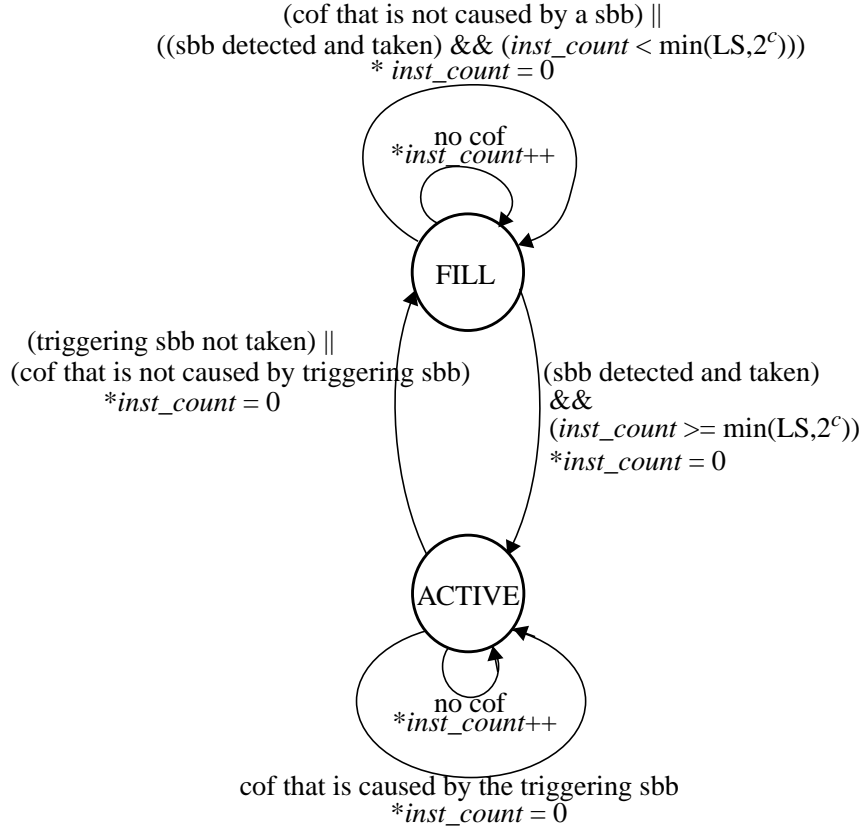 (cof that is not caused by a sbb) ||
((sbb detected and taken) && (inst_count < min(LS,2^c)))
* inst_count = 0
no cof
*inst_count++
FILL
(triggering sbb not taken) ||
(cof that is not caused by triggering sbb)
*inst_count = 0
(sbb detected and taken)
&&
(inst_count >= min(LS,2^c))
*inst_count = 0
ACTIVE
no cof
*inst_count++
cof that is caused by the triggering sbb
*inst_count = 0